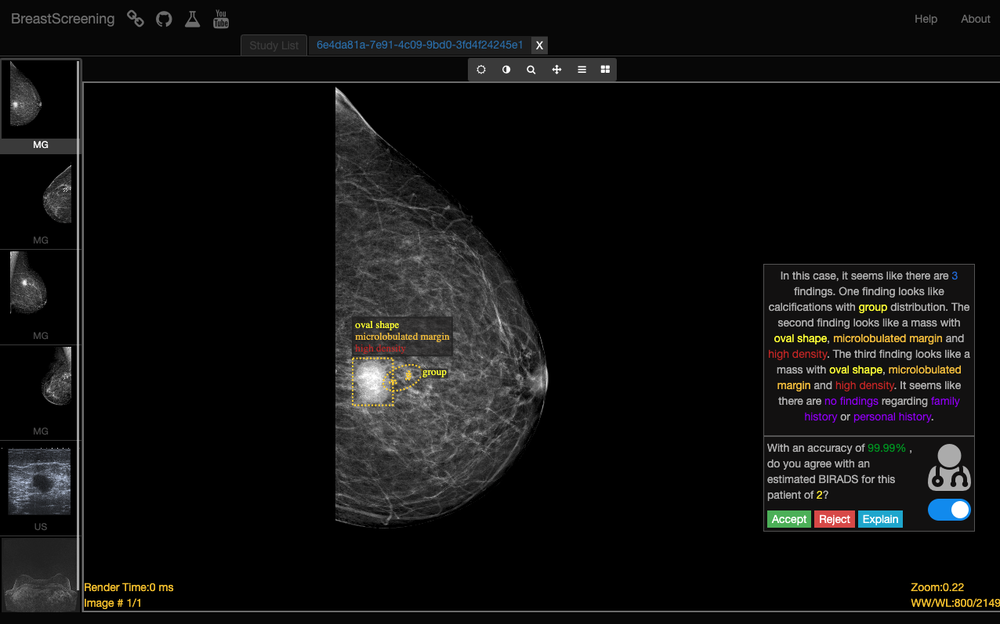 BreastScreening
You
Tube
Help
About
Study List
6e4da81a-7e91-4c09-9bd0-3fd4f24245e1
X
MG
MG
MG
MG
US
oval shape
microlobulated margin
high density
group
In this case, it seems like there are 3
findings. One finding looks like
calcifications with group distribution. The
second finding looks like a mass with
oval shape, microlobulated margin and
high density. The third finding looks like a
mass with oval shape, microlobulated
margin and high density. It seems like
there are no findings regarding family
history or personal history.
With an accuracy of 99.99% ,
do you agree with an
estimated BIRADS for this
patient of 2?
Accept
Reject
Explain
Render Time:0 ms
Image # 1/1
Zoom:0.22
WW/WL:800/2149